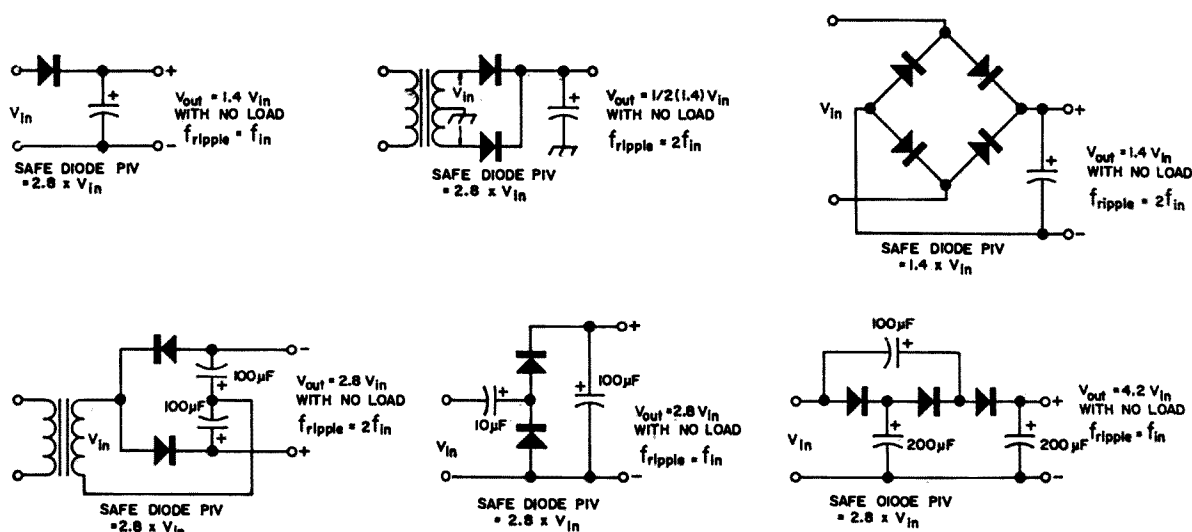 +
+
Vin
Vout = 1.4 Vin
WITH NO LOAD
fripple = fin
-
SAFE DIODE PIV
= 2.8 x Vin
Vin
+
Vout = 1/2(1.4) Vin
WITH NO LOAD
fripple = 2fin
SAFE DIODE PIV
= 2.8 x Vin
Vin
+
+
Vout = 1.4 Vin
WITH NO LOAD
fripple = 2fin
-
SAFE DIODE PIV
= 1.4 x Vin
-
100µF
+
Vout = 2.8 Vin
WITH NO LOAD
fripple = 2fin
100µF
+
Vin
+
SAFE DIODE PIV
= 2.8 x Vin
+
+
10µF
+
100µF
Vout = 2.8 Vin
WITH NO LOAD
fripple = fin
Vin
-
SAFE DIODE PIV
= 2.8 x Vin
100µF
+
+
Vout = 4.2 Vin
WITH NO LOAD
fripple = fin
Vin
+
200µF
+
200µF
-
SAFE DIODE PIV
= 2.8 x Vin